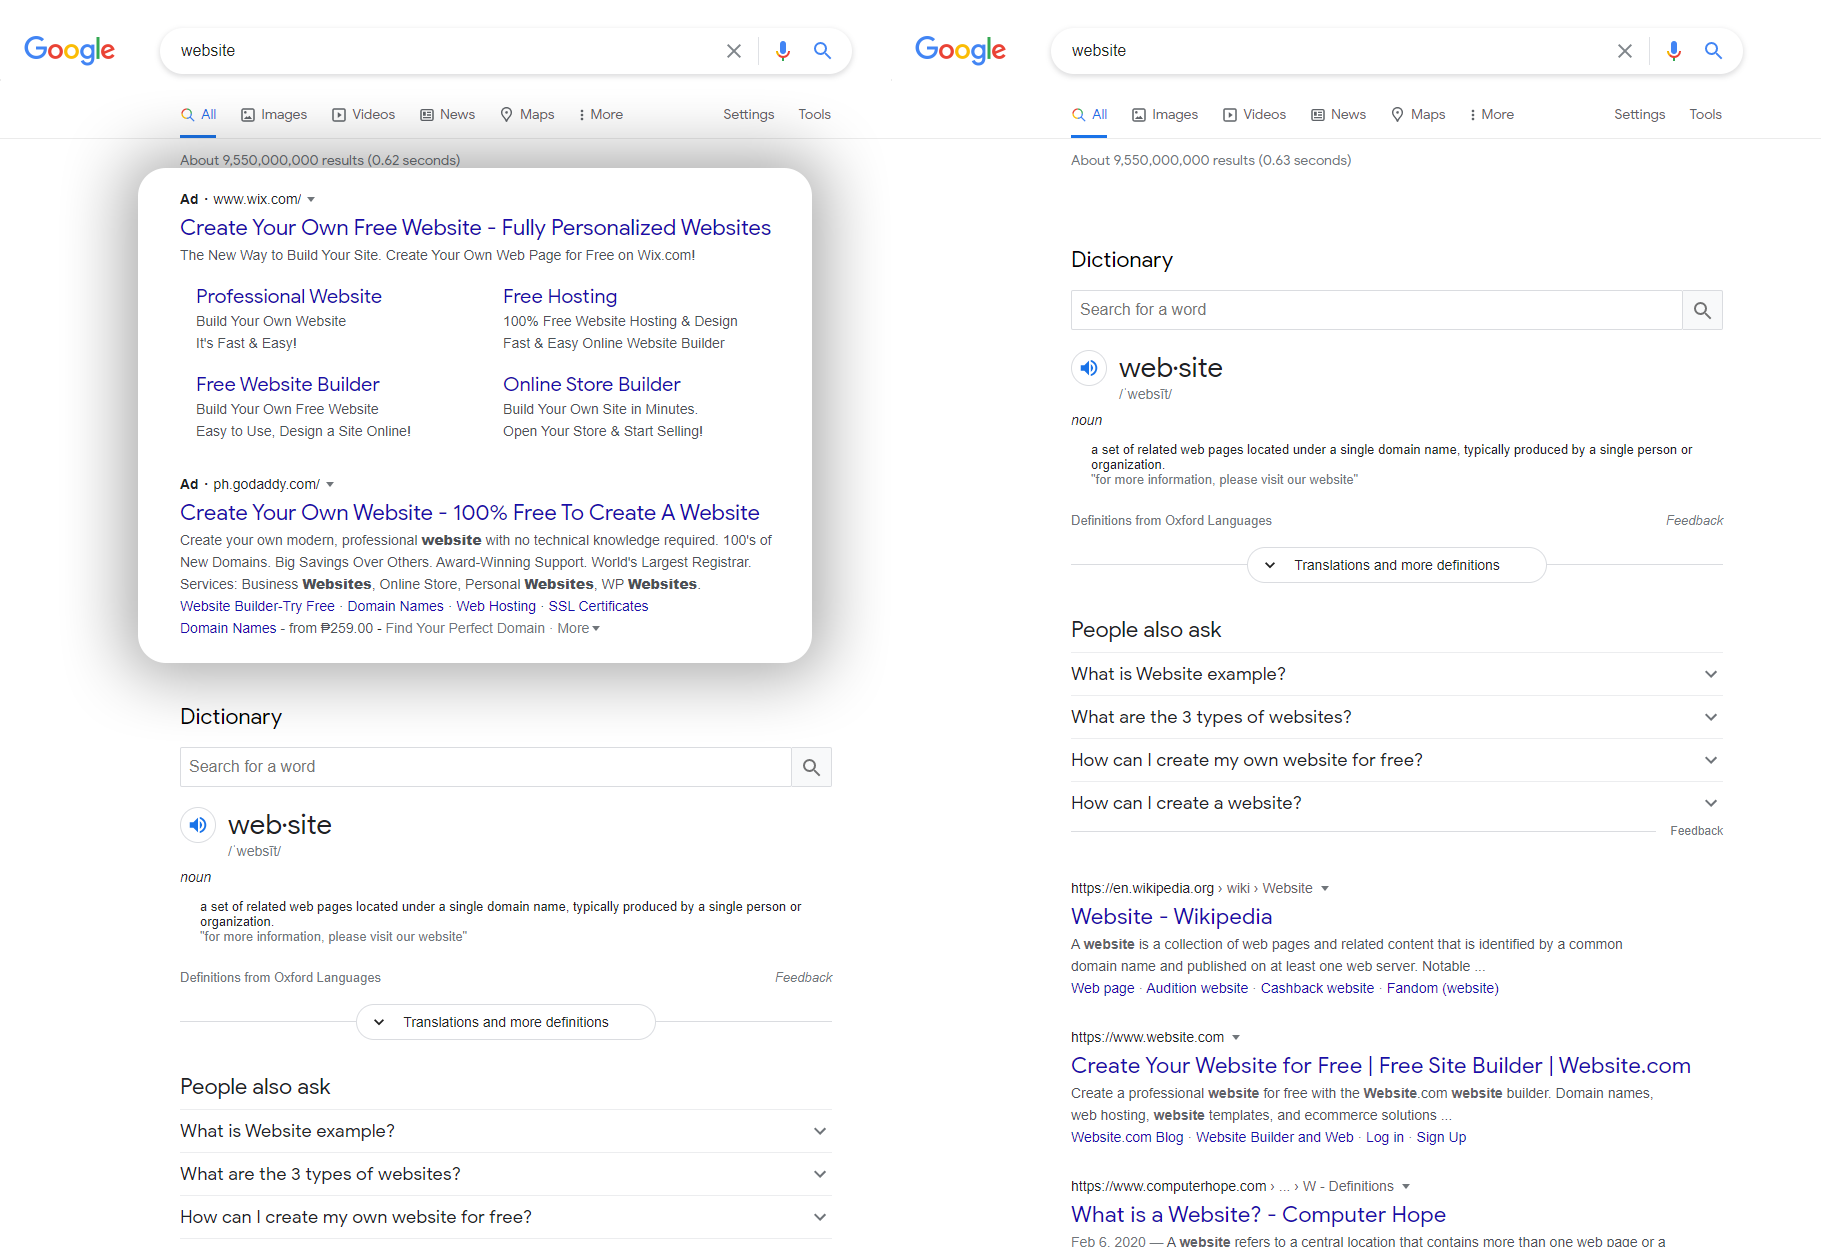 Google
website
All
Images
Videos
News
Maps
More
Settings
Tools
About 9,550,000,000 results (0.62 seconds)
Ad · www.wix.com/
Create Your Own Free Website - Fully Personalized Websites
The New Way to Build Your Site. Create Your Own Web Page for Free on Wix.com!
Professional Website
Build Your Own Website
It's Fast & Easy!
Free Hosting
100% Free Website Hosting & Design
Fast & Easy Online Website Builder
Free Website Builder
Build Your Own Free Website
Easy to Use, Design a Site Online!
Online Store Builder
Build Your Own Site in Minutes.
Open Your Store & Start Selling!
Ad · ph.godaddy.com/
Create Your Own Website - 100% Free To Create A Website
Create your own modern, professional website with no technical knowledge required. 100's of
New Domains. Big Savings Over Others. Award-Winning Support. World's Largest Registrar.
Services: Business Websites, Online Store, Personal Websites, WP Websites.
Website Builder-Try Free · Domain Names · Web Hosting · SSL Certificates
Domain Names - from ₱259.00 - Find Your Perfect Domain · More
Dictionary
Search for a word
web·site
/ˈwebsīt/
noun
a set of related web pages located under a single domain name, typically produced by a single person or
organization.
"for more information, please visit our website"
Definitions from Oxford Languages
Feedback
Translations and more definitions
People also ask
What is Website example?
What are the 3 types of websites?
How can I create my own website for free?
Google
website
All
Images
Videos
News
Maps
More
Settings
Tools
About 9,550,000,000 results (0.63 seconds)
Dictionary
Search for a word
web·site
/ˈwebsīt/
noun
a set of related web pages located under a single domain name, typically produced by a single person or
organization.
"for more information, please visit our website"
Definitions from Oxford Languages
Feedback
Translations and more definitions
People also ask
What is Website example?
What are the 3 types of websites?
How can I create my own website for free?
How can I create a website?
Feedback
https://en.wikipedia.org › wiki › Website
Website - Wikipedia
A website is a collection of web pages and related content that is identified by a common
domain name and published on at least one web server. Notable ...
Web page · Audition website · Cashback website · Fandom (website)
https://www.website.com
Create Your Website for Free | Free Site Builder | Website.com
Create a professional website for free with the Website.com website builder. Domain names,
web hosting, website templates, and ecommerce solutions ...
Website.com Blog · Website Builder and Web · Log in · Sign Up
https://www.computerhope.com › ... › W - Definitions
What is a Website? - Computer Hope
Feb 6, 2020 — A website refers to a central location that contains more than one web page or a